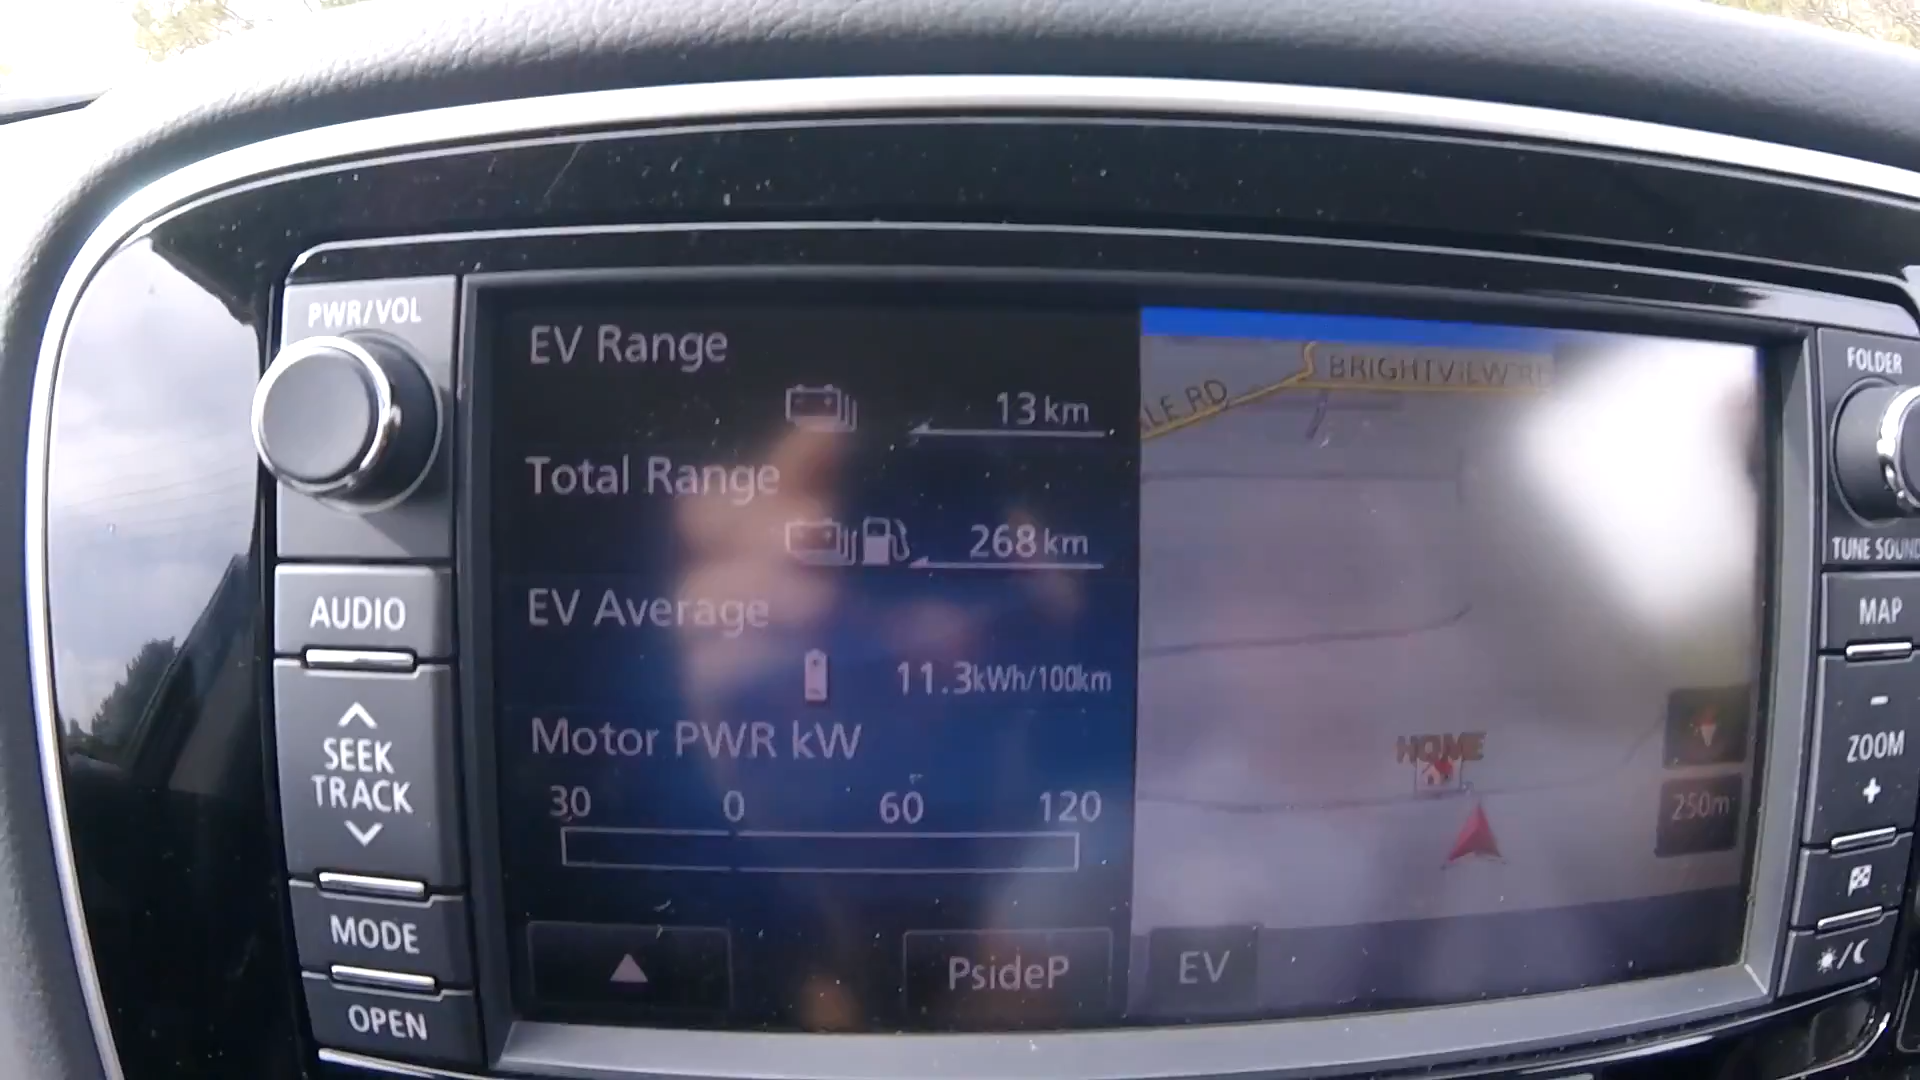 PWR/VOL
AUDIO
SEEK
TRACK
MODE
OPEN
EV Range
13 km
Total Range
268 km
EV Average
11.3kWh/100km
Motor PWR kW
30 0 60 120
PsideP
EV
LE RD
BRIGHTVIEW RD
HOME
250m
FOLDER
TUNE SOUND
MAP
-
ZOOM
+